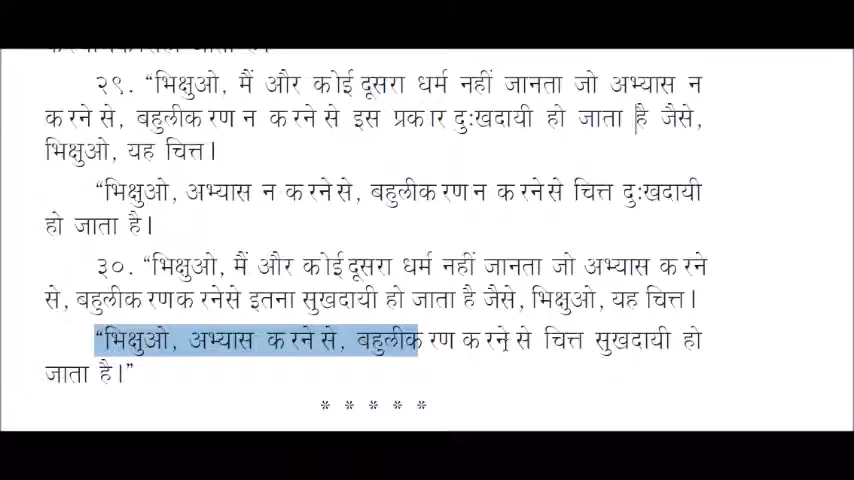 २९. “भिक्षुओ, मैं और कोई दूसरा धर्म नहीं जानता जो अभ्यास न
करने से, बहुलीकरण न करने से इस प्रकार दुःखदायी हो जाता है जैसे,
भिक्षुओ, यह चित्त।
“भिक्षुओ, अभ्यास न करनेसे, बहुलीकरण न करनेसे चित्त दुःखदायी
हो जाता है।
३०. “भिक्षुओ, मैं और कोई दूसरा धर्म नहीं जानता जो अभ्यास करने
से, बहुलीकरण करनेसे इतना सुखदायी हो जाता है जैसे, भिक्षुओ, यह चित्त।
“भिक्षुओ, अभ्यास करने से, बहुलीकरण करने से चित्त सुखदायी हो
जाता है।”
* * * * *